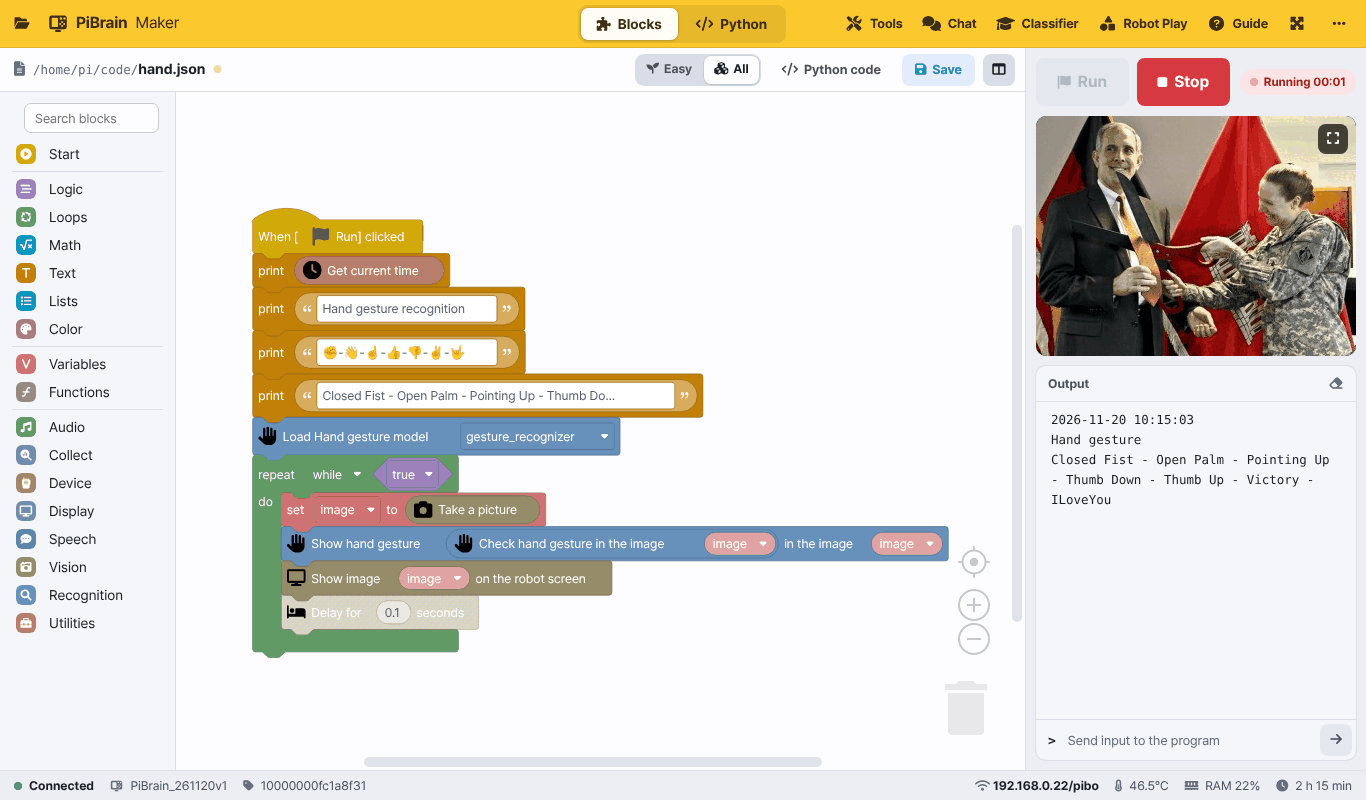 PiBrain Maker
Blocks
Python
Tools
Chat
Classifier
Robot Play
Guide
/home/pi/code/hand.json
Easy
All
Python code
Save
Run
Stop
Running 00:01
Search blocks
Start
Logic
Loops
Math
Text
Lists
Color
Variables
Functions
Audio
Collect
Device
Display
Speech
Vision
Recognition
Utilities
When [ Run] clicked
print Get current time
print “ Hand gesture recognition ”
print “ ✊-👋-☝️-👍-👎-✌️-🤟 ”
print “ Closed Fist - Open Palm - Pointing Up - Thumb Do... ”
Load Hand gesture model gesture_recognizer
repeat while true
do
set image to Take a picture
Show hand gesture Check hand gesture in the image image in the image image
Show image image on the robot screen
Delay for 0.1 seconds
Output
2026-11-20 10:15:03
Hand gesture
Closed Fist - Open Palm - Pointing Up
- Thumb Down - Thumb Up - Victory -
ILoveYou
> Send input to the program
Connected
PiBrain_261120v1
10000000fc1a8f31
192.168.0.22/pibo
46.5°C
RAM 22%
2 h 15 min